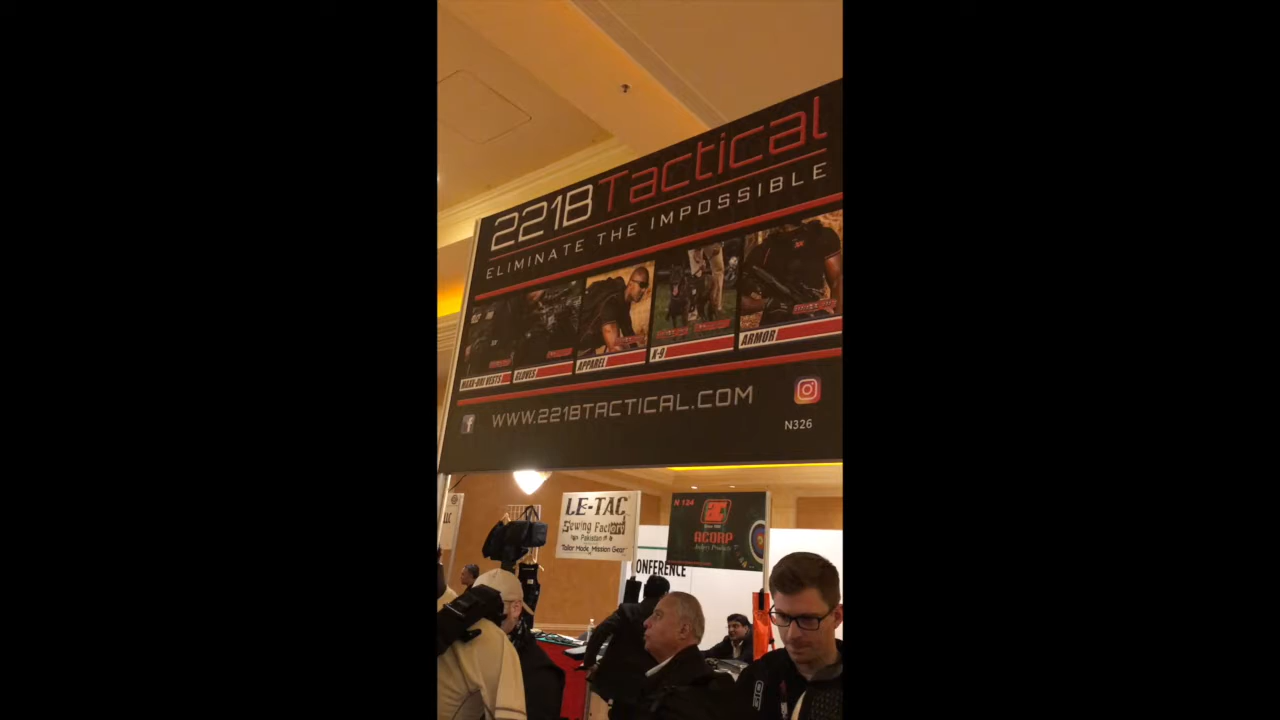 221B Tactical
ELIMINATE THE IMPOSSIBLE
MAXX-DRI VESTS
GLOVES
APPAREL
K-9
ARMOR
WWW.221BTACTICAL.COM
N326
LE-TAC
Sewing Factory
Pakistan
Tailor Made, Mission Gear
N 124
ACORP
ONFERENCE
LLC